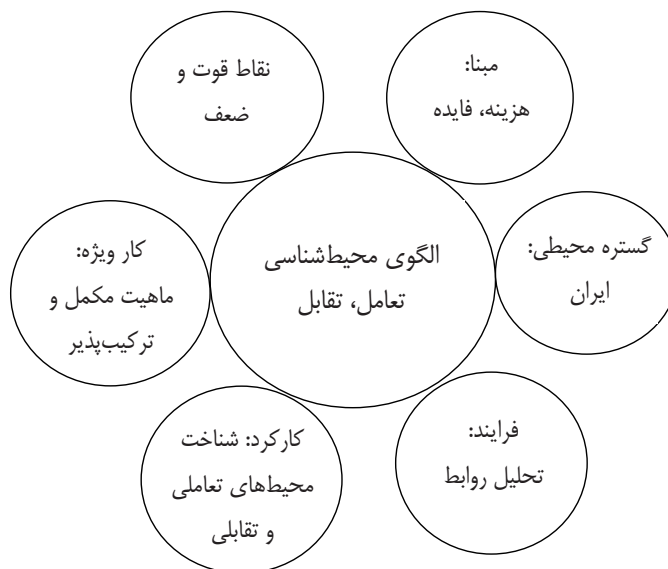 مبنا:
هزینه، فایده
نقاط قوت و
ضعف
گستره محیطی:
ایران
الگوی محیط‌شناسی
تعامل، تقابل
کار ویژه:
ماهیت مکمل و
ترکیب‌پذیر
فرایند:
تحلیل روابط
کارکرد: شناخت
محیط‌های تعاملی
و تقابلی